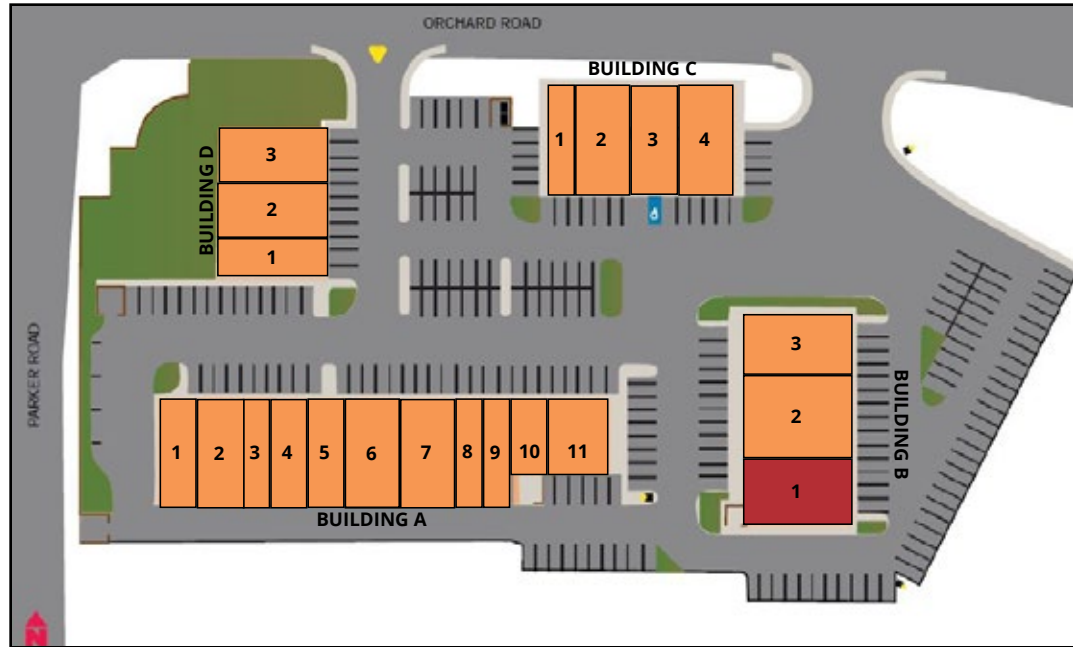 ORCHARD ROAD
BUILDING C
1 2 3 4
BUILDING D
3
2
1
PARKER ROAD
BUILDING B
3
2
1
1 2 3 4 5 6 7 8 9 10 11
BUILDING A
N